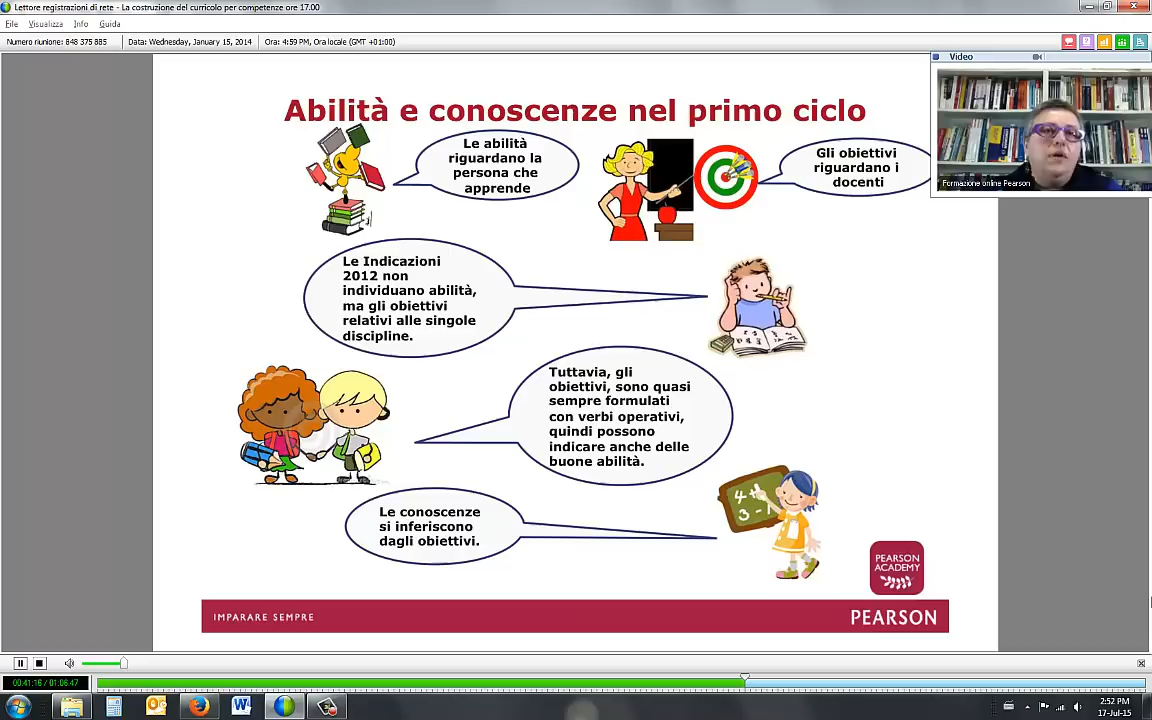 Lettore registrazioni di rete - La costruzione del curricolo per competenze ore 17.00
File Visualizza Info Guida
Numero riunione: 848 375 885 Data: Wednesday, January 15, 2014 Ora: 4:59 PM, Ora locale (GMT +01:00)
Video
Formazione online Pearson
Abilità e conoscenze nel primo ciclo
Le abilità
riguardano la
persona che
apprende
Gli obiettivi
riguardano i
docenti
Le Indicazioni
2012 non
individuano abilità,
ma gli obiettivi
relativi alle singole
discipline.
Tuttavia, gli
obiettivi, sono quasi
sempre formulati
con verbi operativi,
quindi possono
indicare anche delle
buone abilità.
Le conoscenze
si inferiscono
dagli obiettivi.
PEARSON
ACADEMY
IMPARARE SEMPRE
PEARSON
00:41:16 / 01:06:47
2:52 PM
17-Jul-15